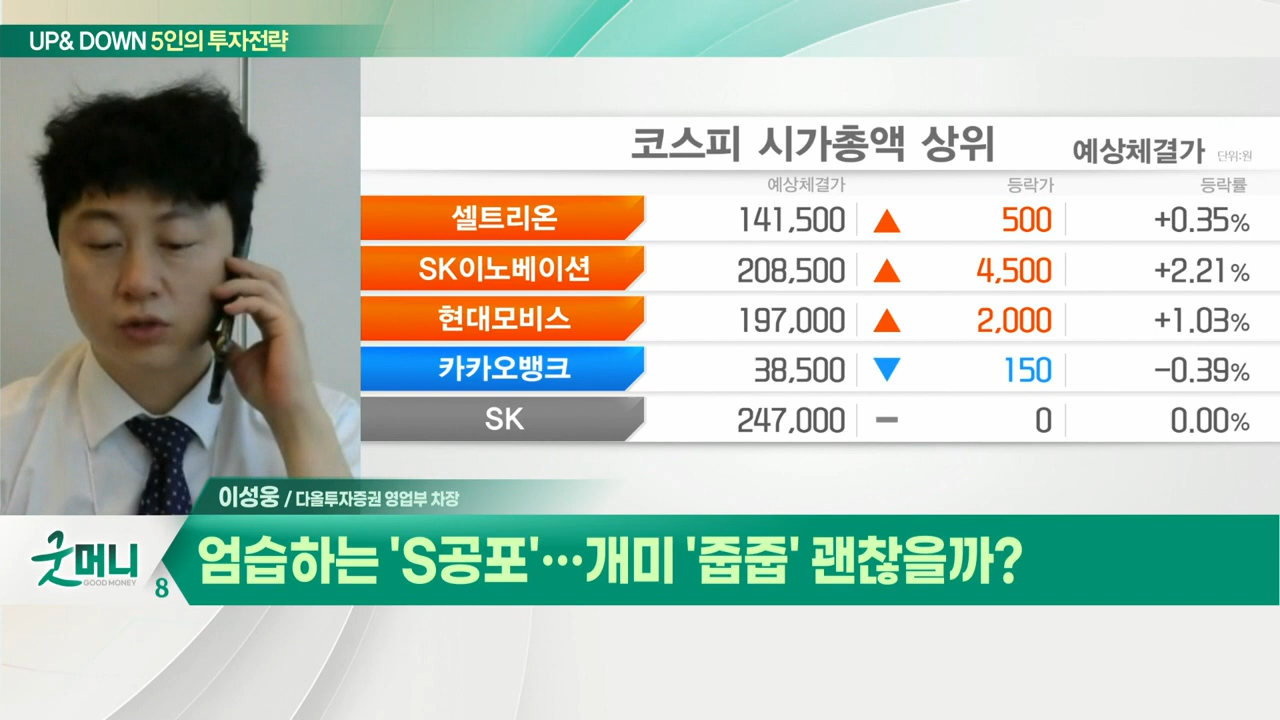 UP& DOWN 5인의 투자전략
코스피 시가총액 상위 예상체결가 단위:원
예상체결가 등락가 등락률
셀트리온 141,500 ▲ 500 +0.35%
SK이노베이션 208,500 ▲ 4,500 +2.21%
현대모비스 197,000 ▲ 2,000 +1.03%
카카오뱅크 38,500 ▼ 150 -0.39%
SK 247,000 - 0 0.00%
이성웅 / 다올투자증권 영업부 차장
굿머니
GOOD MONEY
8
엄습하는 'S공포'…개미 '줍줍' 괜찮을까?